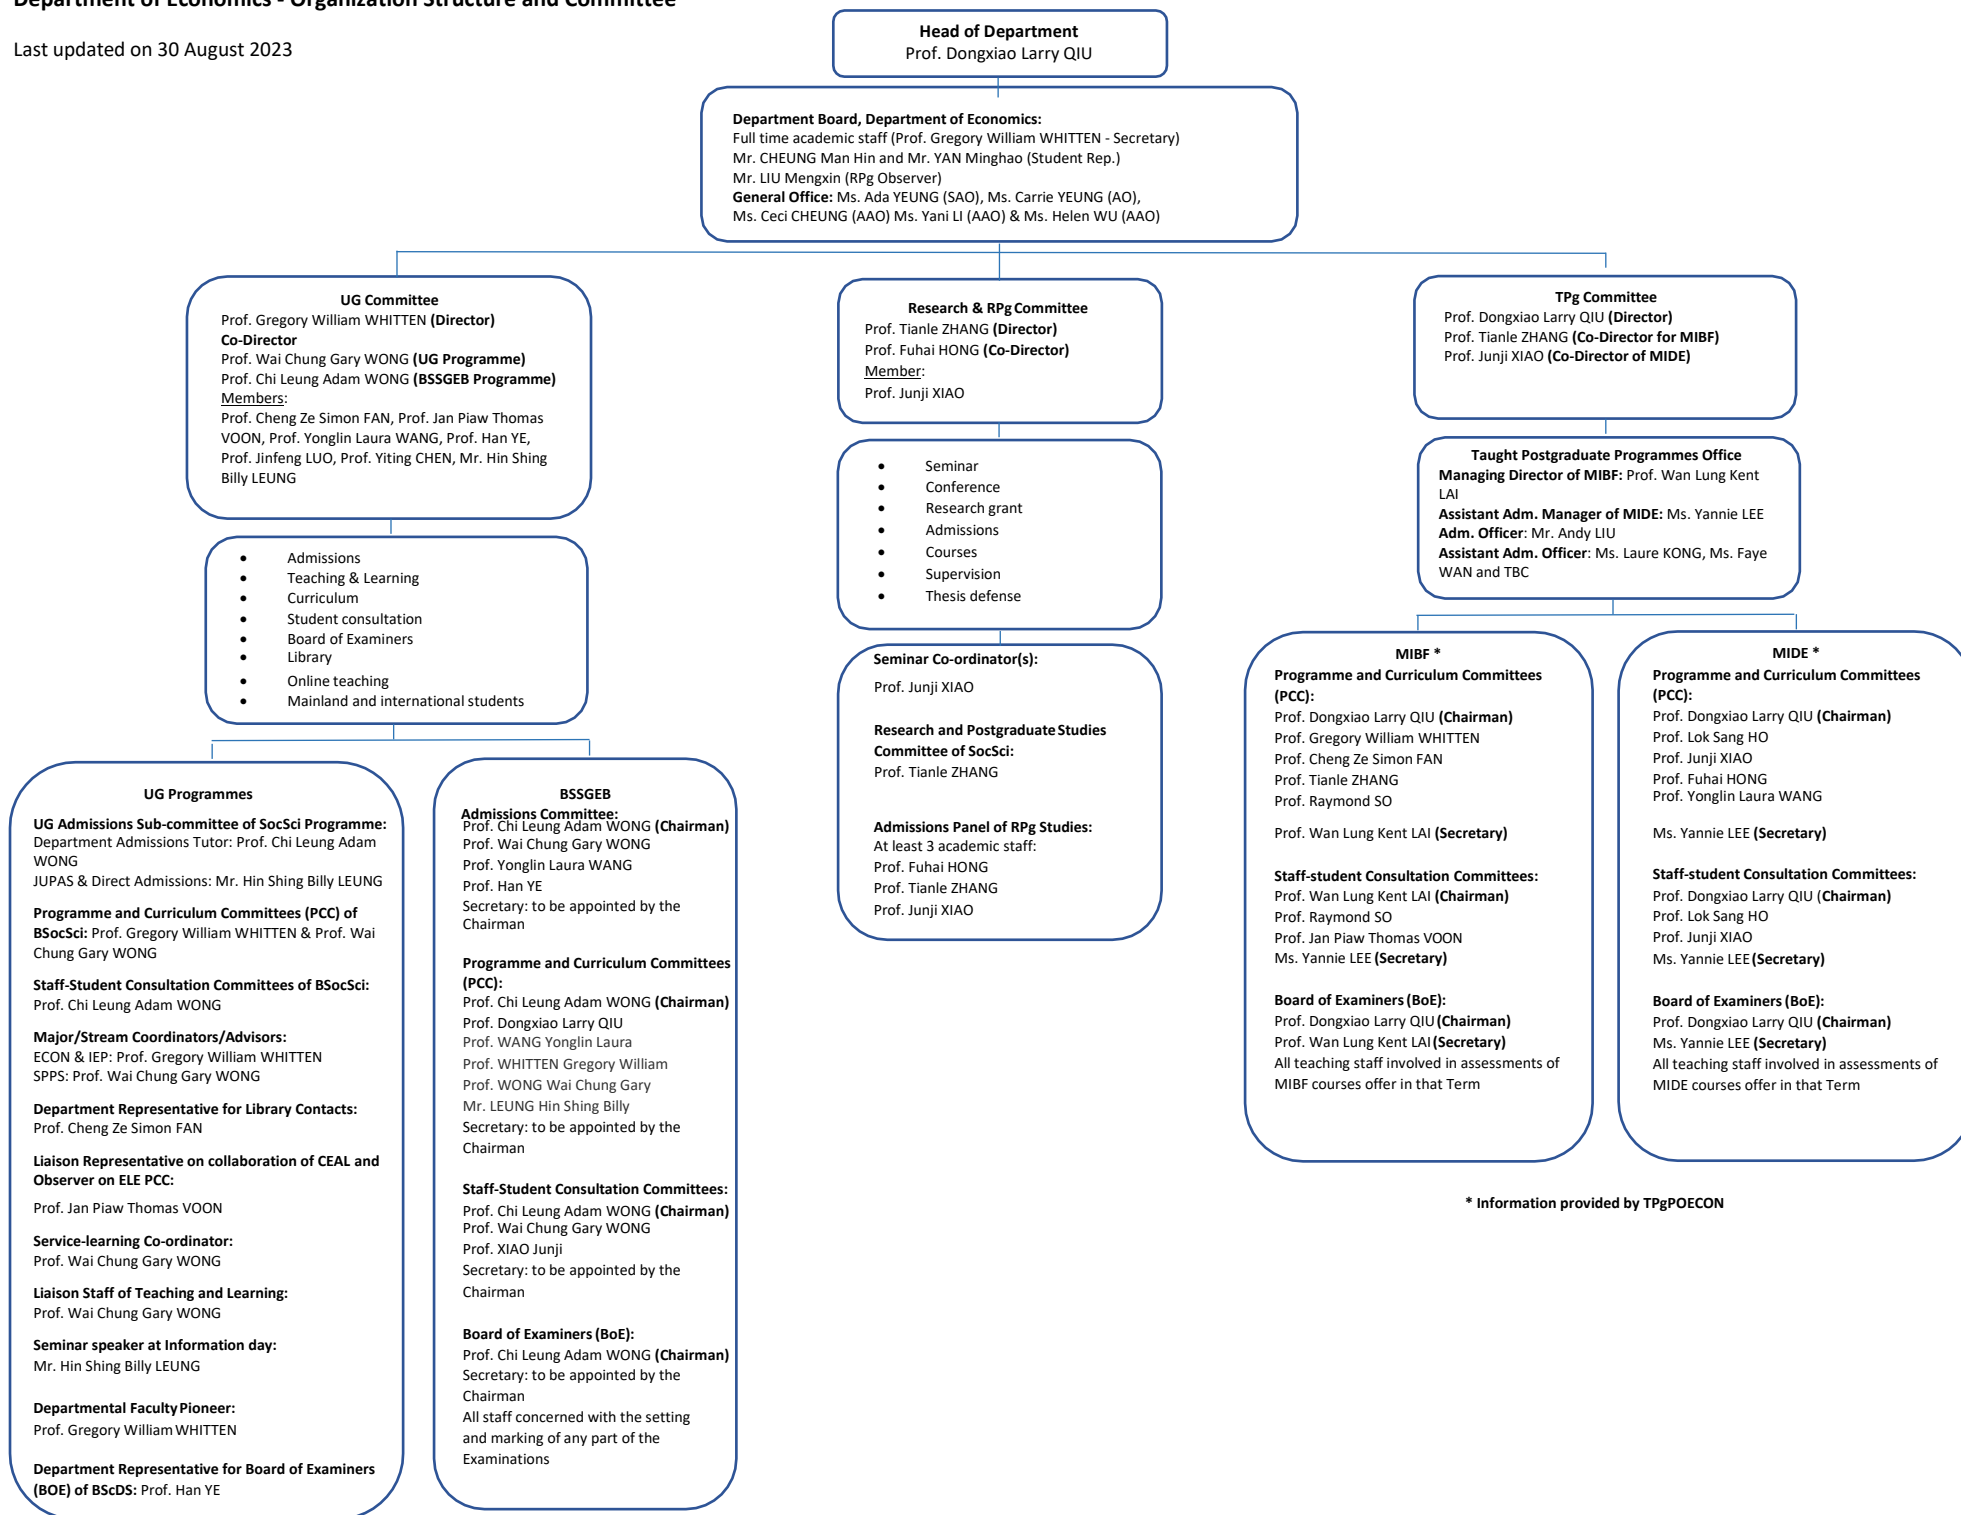 Department of Economics - Organization Structure and Committee
Last updated on 30 August 2023
Head of Department
Prof. Dongxiao Larry QIU
Department Board, Department of Economics:
Full time academic staff (Prof. Gregory William WHITTEN - Secretary)
Mr. CHEUNG Man Hin and Mr. YAN Minghao (Student Rep.)
Mr. LIU Mengxin (RPg Observer)
General Office: Ms. Ada YEUNG (SAO), Ms. Carrie YEUNG (AO),
Ms. Ceci CHEUNG (AAO) Ms. Yani LI (AAO) & Ms. Helen WU (AAO)
UG Committee
Prof. Gregory William WHITTEN (Director)
Co-Director
Prof. Wai Chung Gary WONG (UG Programme)
Prof. Chi Leung Adam WONG (BSSGEB Programme)
Members:
Prof. Cheng Ze Simon FAN, Prof. Jan Piaw Thomas
VOON, Prof. Yonglin Laura WANG, Prof. Han YE,
Prof. Jinfeng LUO, Prof. Yiting CHEN, Mr. Hin Shing
Billy LEUNG
• Admissions
• Teaching & Learning
• Curriculum
• Student consultation
• Board of Examiners
• Library
• Online teaching
• Mainland and international students
UG Programmes
UG Admissions Sub-committee of SocSci Programme:
Department Admissions Tutor: Prof. Chi Leung Adam
WONG
JUPAS & Direct Admissions: Mr. Hin Shing Billy LEUNG
Programme and Curriculum Committees (PCC) of
BSocSci: Prof. Gregory William WHITTEN & Prof. Wai
Chung Gary WONG
Staff-Student Consultation Committees of BSocSci:
Prof. Chi Leung Adam WONG
Major/Stream Coordinators/Advisors:
ECON & IEP: Prof. Gregory William WHITTEN
SPPS: Prof. Wai Chung Gary WONG
Department Representative for Library Contacts:
Prof. Cheng Ze Simon FAN
Liaison Representative on collaboration of CEAL and
Observer on ELE PCC:
Prof. Jan Piaw Thomas VOON
Service-learning Co-ordinator:
Prof. Wai Chung Gary WONG
Liaison Staff of Teaching and Learning:
Prof. Wai Chung Gary WONG
Seminar speaker at Information day:
Mr. Hin Shing Billy LEUNG
Departmental Faculty Pioneer:
Prof. Gregory William WHITTEN
Department Representative for Board of Examiners
(BOE) of BScDS: Prof. Han YE
BSSGEB
Admissions Committee:
Prof. Chi Leung Adam WONG (Chairman)
Prof. Wai Chung Gary WONG
Prof. Yonglin Laura WANG
Prof. Han YE
Secretary: to be appointed by the
Chairman
Programme and Curriculum Committees
(PCC):
Prof. Chi Leung Adam WONG (Chairman)
Prof. Dongxiao Larry QIU
Prof. WANG Yonglin Laura
Prof. WHITTEN Gregory William
Prof. WONG Wai Chung Gary
Mr. LEUNG Hin Shing Billy
Secretary: to be appointed by the
Chairman
Staff-Student Consultation Committees:
Prof. Chi Leung Adam WONG (Chairman)
Prof. Wai Chung Gary WONG
Prof. XIAO Junji
Secretary: to be appointed by the
Chairman
Board of Examiners (BoE):
Prof. Chi Leung Adam WONG (Chairman)
Secretary: to be appointed by the
Chairman
All staff concerned with the setting
and marking of any part of the
Examinations
Research & RPg Committee
Prof. Tianle ZHANG (Director)
Prof. Fuhai HONG (Co-Director)
Member:
Prof. Junji XIAO
• Seminar
• Conference
• Research grant
• Admissions
• Courses
• Supervision
• Thesis defense
Seminar Co-ordinator(s):
Prof. Junji XIAO
Research and Postgraduate Studies
Committee of SocSci:
Prof. Tianle ZHANG
Admissions Panel of RPg Studies:
At least 3 academic staff:
Prof. Fuhai HONG
Prof. Tianle ZHANG
Prof. Junji XIAO
TPg Committee
Prof. Dongxiao Larry QIU (Director)
Prof. Tianle ZHANG (Co-Director for MIBF)
Prof. Junji XIAO (Co-Director of MIDE)
Taught Postgraduate Programmes Office
Managing Director of MIBF: Prof. Wan Lung Kent
LAI
Assistant Adm. Manager of MIDE: Ms. Yannie LEE
Adm. Officer: Mr. Andy LIU
Assistant Adm. Officer: Ms. Laure KONG, Ms. Faye
WAN and TBC
MIBF *
Programme and Curriculum Committees
(PCC):
Prof. Dongxiao Larry QIU (Chairman)
Prof. Gregory William WHITTEN
Prof. Cheng Ze Simon FAN
Prof. Tianle ZHANG
Prof. Raymond SO
Prof. Wan Lung Kent LAI (Secretary)
Staff-student Consultation Committees:
Prof. Wan Lung Kent LAI (Chairman)
Prof. Raymond SO
Prof. Jan Piaw Thomas VOON
Ms. Yannie LEE (Secretary)
Board of Examiners (BoE):
Prof. Dongxiao Larry QIU (Chairman)
Prof. Wan Lung Kent LAI (Secretary)
All teaching staff involved in assessments of
MIBF courses offer in that Term
MIDE *
Programme and Curriculum Committees
(PCC):
Prof. Dongxiao Larry QIU (Chairman)
Prof. Lok Sang HO
Prof. Junji XIAO
Prof. Fuhai HONG
Prof. Yonglin Laura WANG
Ms. Yannie LEE (Secretary)
Staff-student Consultation Committees:
Prof. Dongxiao Larry QIU (Chairman)
Prof. Lok Sang HO
Prof. Junji XIAO
Ms. Yannie LEE (Secretary)
Board of Examiners (BoE):
Prof. Dongxiao Larry QIU (Chairman)
Ms. Yannie LEE (Secretary)
All teaching staff involved in assessments of
MIDE courses offer in that Term
* Information provided by TPgPOECON